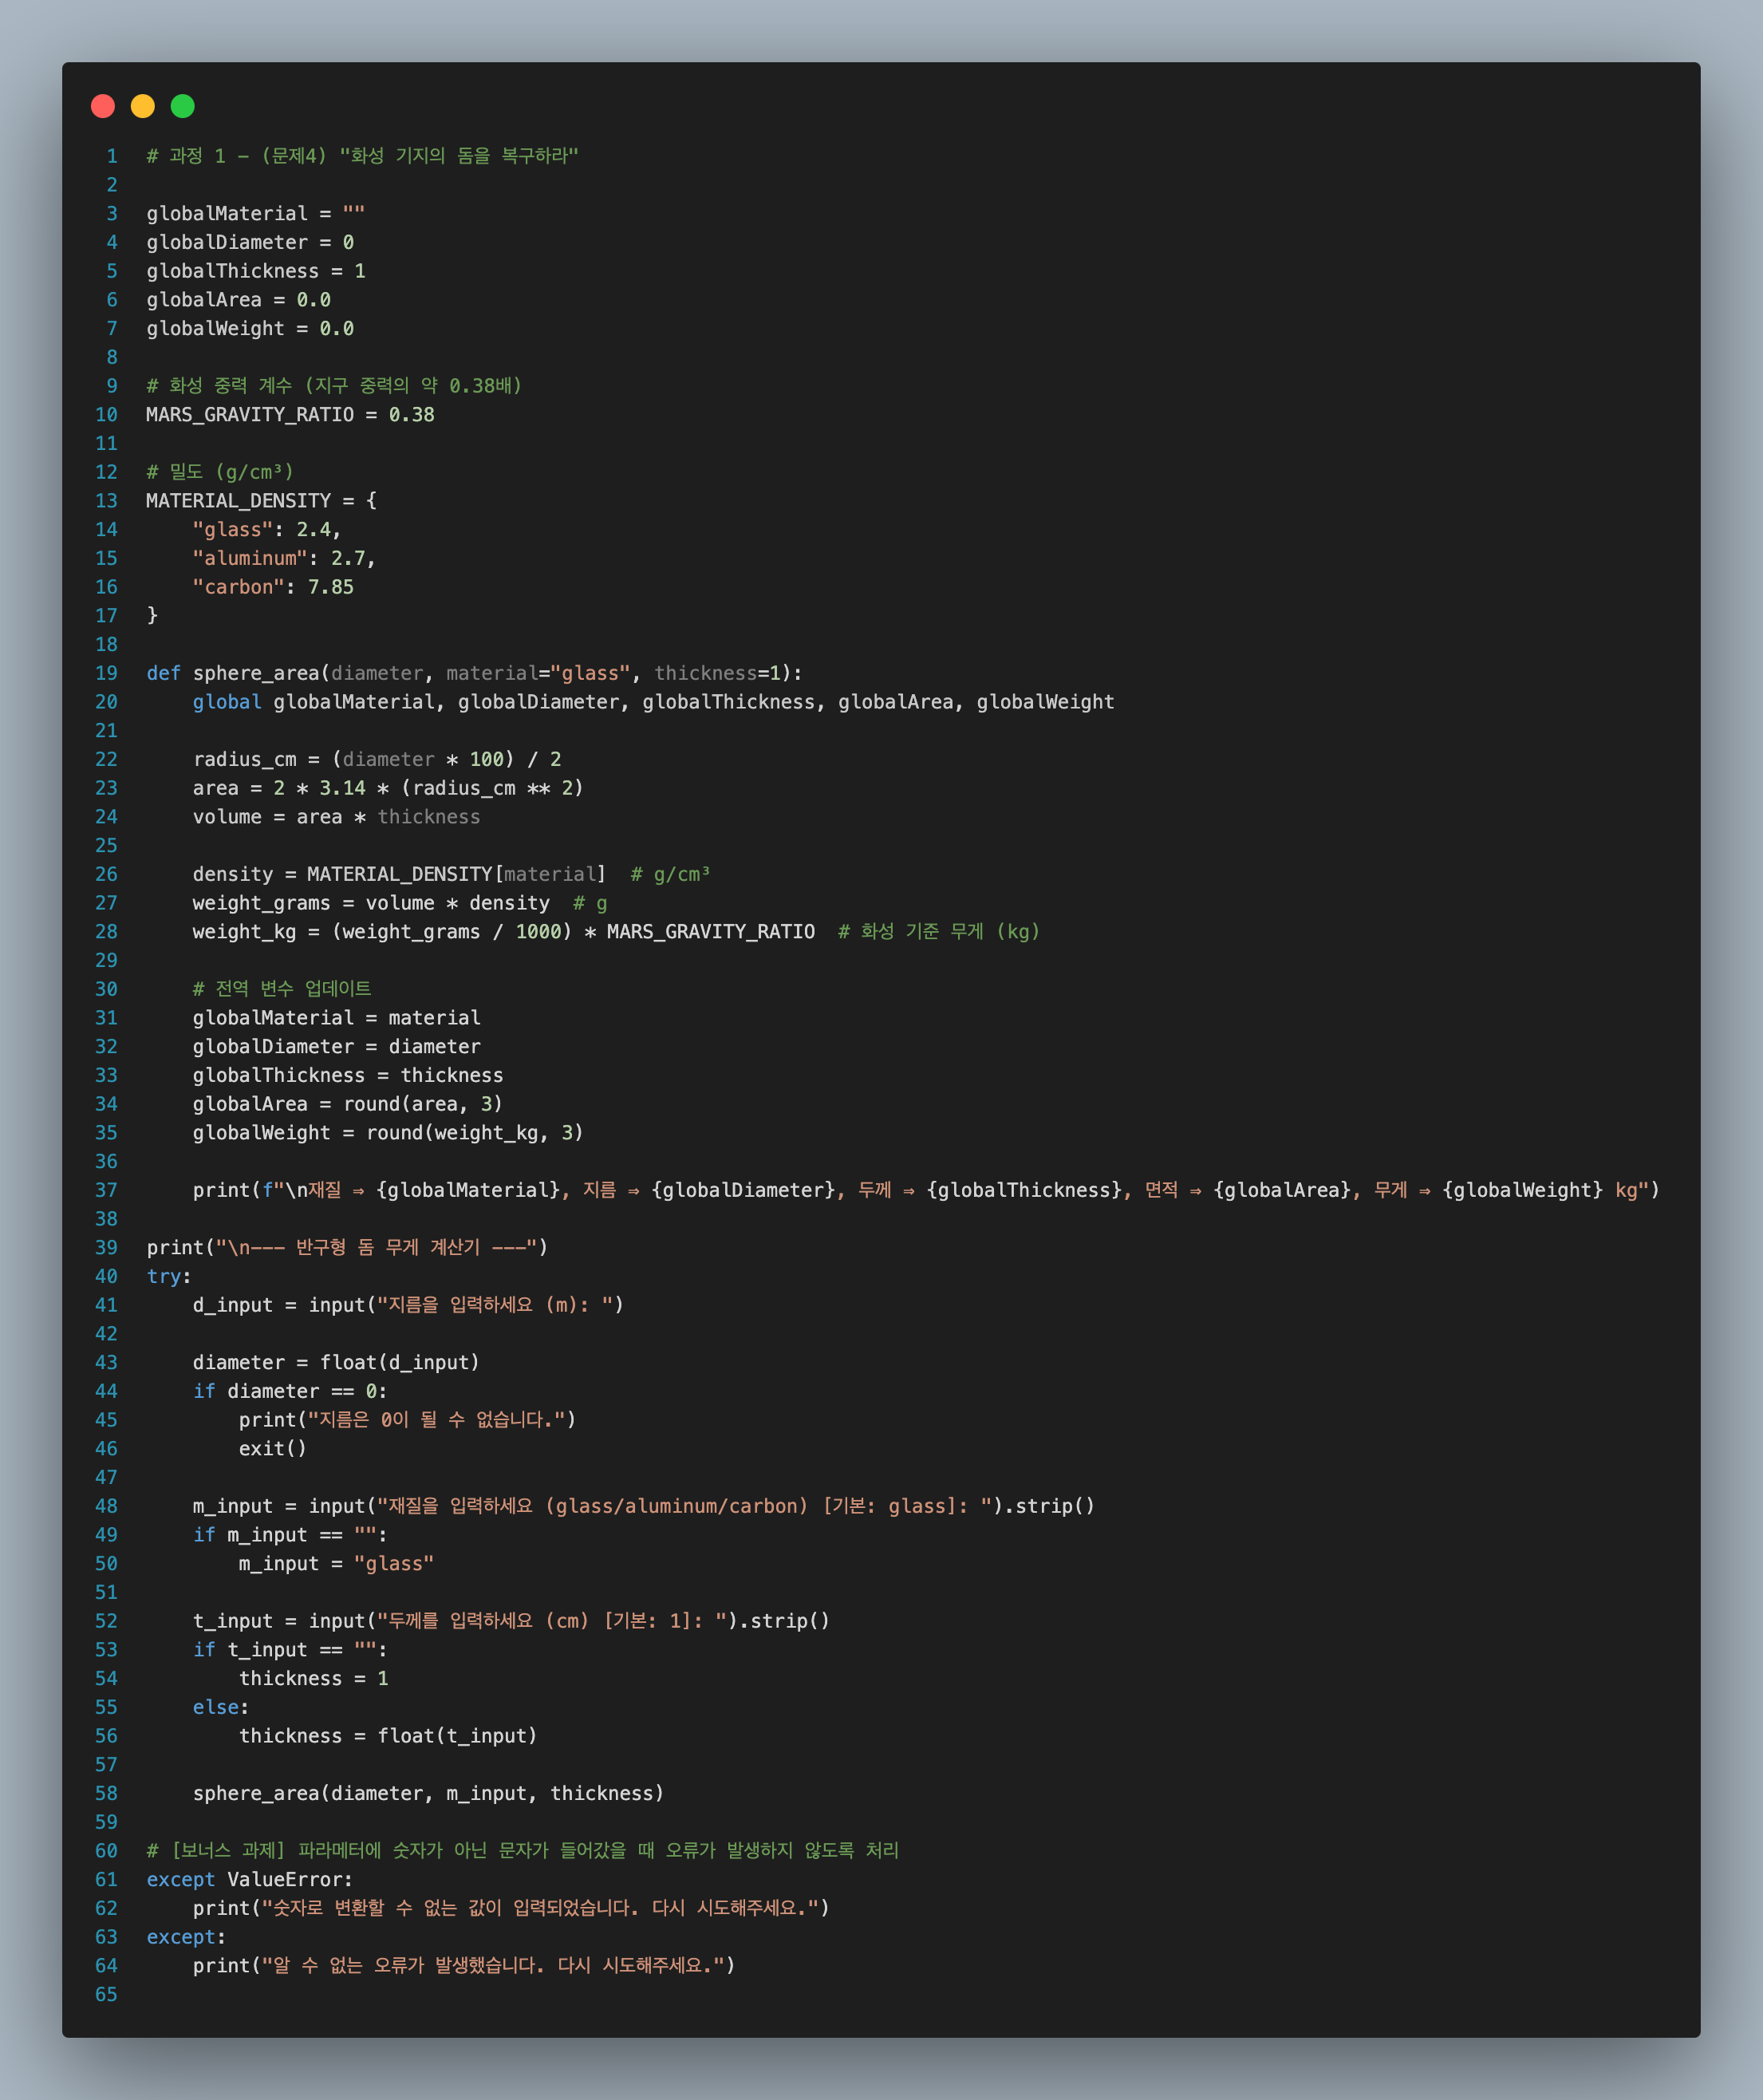 1 # 과정 1 - (문제4) "화성 기지의 돔을 복구하라"
2
3 globalMaterial = ""
4 globalDiameter = 0
5 globalThickness = 1
6 globalArea = 0.0
7 globalWeight = 0.0
8
9 # 화성 중력 계수 (지구 중력의 약 0.38배)
10 MARS_GRAVITY_RATIO = 0.38
11
12 # 밀도 (g/cm³)
13 MATERIAL_DENSITY = {
14     "glass": 2.4,
15     "aluminum": 2.7,
16     "carbon": 7.85
17 }
18
19 def sphere_area(diameter, material="glass", thickness=1):
20     global globalMaterial, globalDiameter, globalThickness, globalArea, globalWeight
21
22     radius_cm = (diameter * 100) / 2
23     area = 2 * 3.14 * (radius_cm ** 2)
24     volume = area * thickness
25
26     density = MATERIAL_DENSITY[material]  # g/cm³
27     weight_grams = volume * density  # g
28     weight_kg = (weight_grams / 1000) * MARS_GRAVITY_RATIO  # 화성 기준 무게 (kg)
29
30     # 전역 변수 업데이트
31     globalMaterial = material
32     globalDiameter = diameter
33     globalThickness = thickness
34     globalArea = round(area, 3)
35     globalWeight = round(weight_kg, 3)
36
37     print(f"\n재질 ⇒ {globalMaterial}, 지름 ⇒ {globalDiameter}, 두께 ⇒ {globalThickness}, 면적 ⇒ {globalArea}, 무게 ⇒ {globalWeight} kg")
38
39 print("\n--- 반구형 돔 무게 계산기 ---")
40 try:
41     d_input = input("지름을 입력하세요 (m): ")
42
43     diameter = float(d_input)
44     if diameter == 0:
45         print("지름은 0이 될 수 없습니다.")
46         exit()
47
48     m_input = input("재질을 입력하세요 (glass/aluminum/carbon) [기본: glass]: ").strip()
49     if m_input == "":
50         m_input = "glass"
51
52     t_input = input("두께를 입력하세요 (cm) [기본: 1]: ").strip()
53     if t_input == "":
54         thickness = 1
55     else:
56         thickness = float(t_input)
57
58     sphere_area(diameter, m_input, thickness)
59
60 # [보너스 과제] 파라메터에 숫자가 아닌 문자가 들어갔을 때 오류가 발생하지 않도록 처리
61 except ValueError:
62     print("숫자로 변환할 수 없는 값이 입력되었습니다. 다시 시도해주세요.")
63 except:
64     print("알 수 없는 오류가 발생했습니다. 다시 시도해주세요.")
65